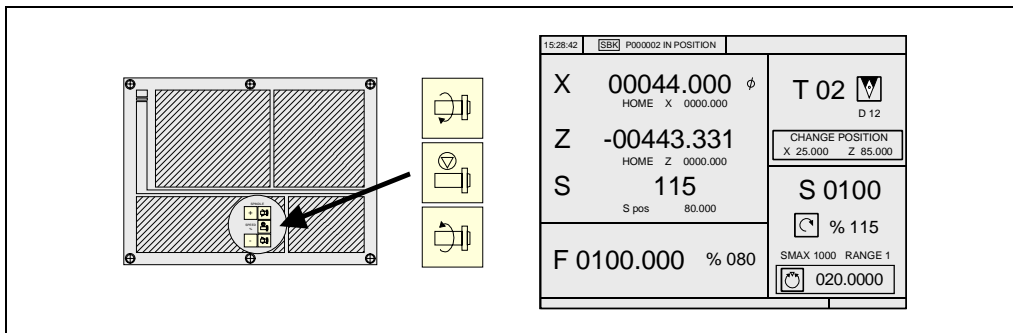 15:28:42 SBK P000002 IN POSITION
X 00044.000 ϕ
HOME X 0000.000
Z -00443.331
HOME Z 0000.000
S 115
S pos 80.000
F 0100.000 % 080
T 02
D 12
CHANGE POSITION
X 25.000 Z 85.000
S 0100
% 115
SMAX 1000 RANGE 1
020.0000
SPINDLE
+
SPEED
%
-